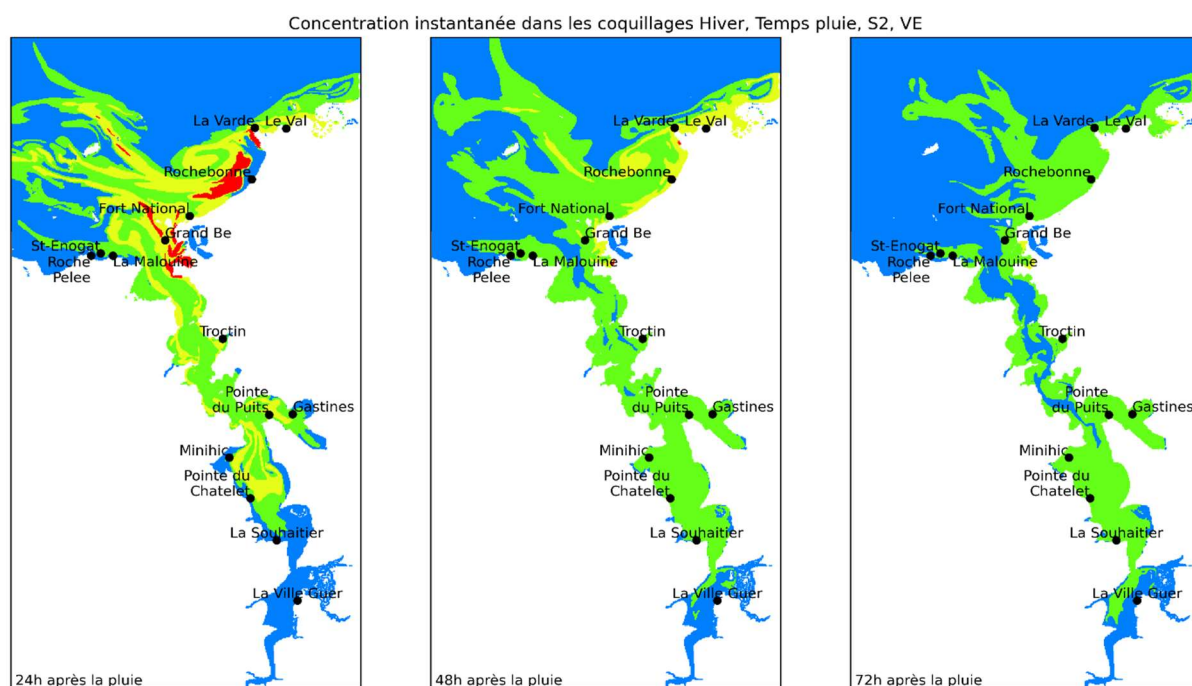 Concentration instantanée dans les coquillages Hiver, Temps pluie, S2, VE
La Varde
Le Val
Rochebonne
Fort National
Grand Be
St-Enogat
Roche
Pelee
La Malouine
Troctin
Pointe
du Puits
Gastines
Minihic
Pointe du
Chatelet
La Souhaitier
La Ville Guer
24h après la pluie
La Varde
Le Val
Rochebonne
Fort National
Grand Be
St-Enogat
Roche
Pelee
La Malouine
Troctin
Pointe
du Puits
Gastines
Minihic
Pointe du
Chatelet
La Souhaitier
La Ville Guer
48h après la pluie
La Varde
Le Val
Rochebonne
Fort National
Grand Be
St-Enogat
Roche
Pelee
La Malouine
Troctin
Pointe
du Puits
Gastines
Minihic
Pointe du
Chatelet
La Souhaitier
La Ville Guer
72h après la pluie